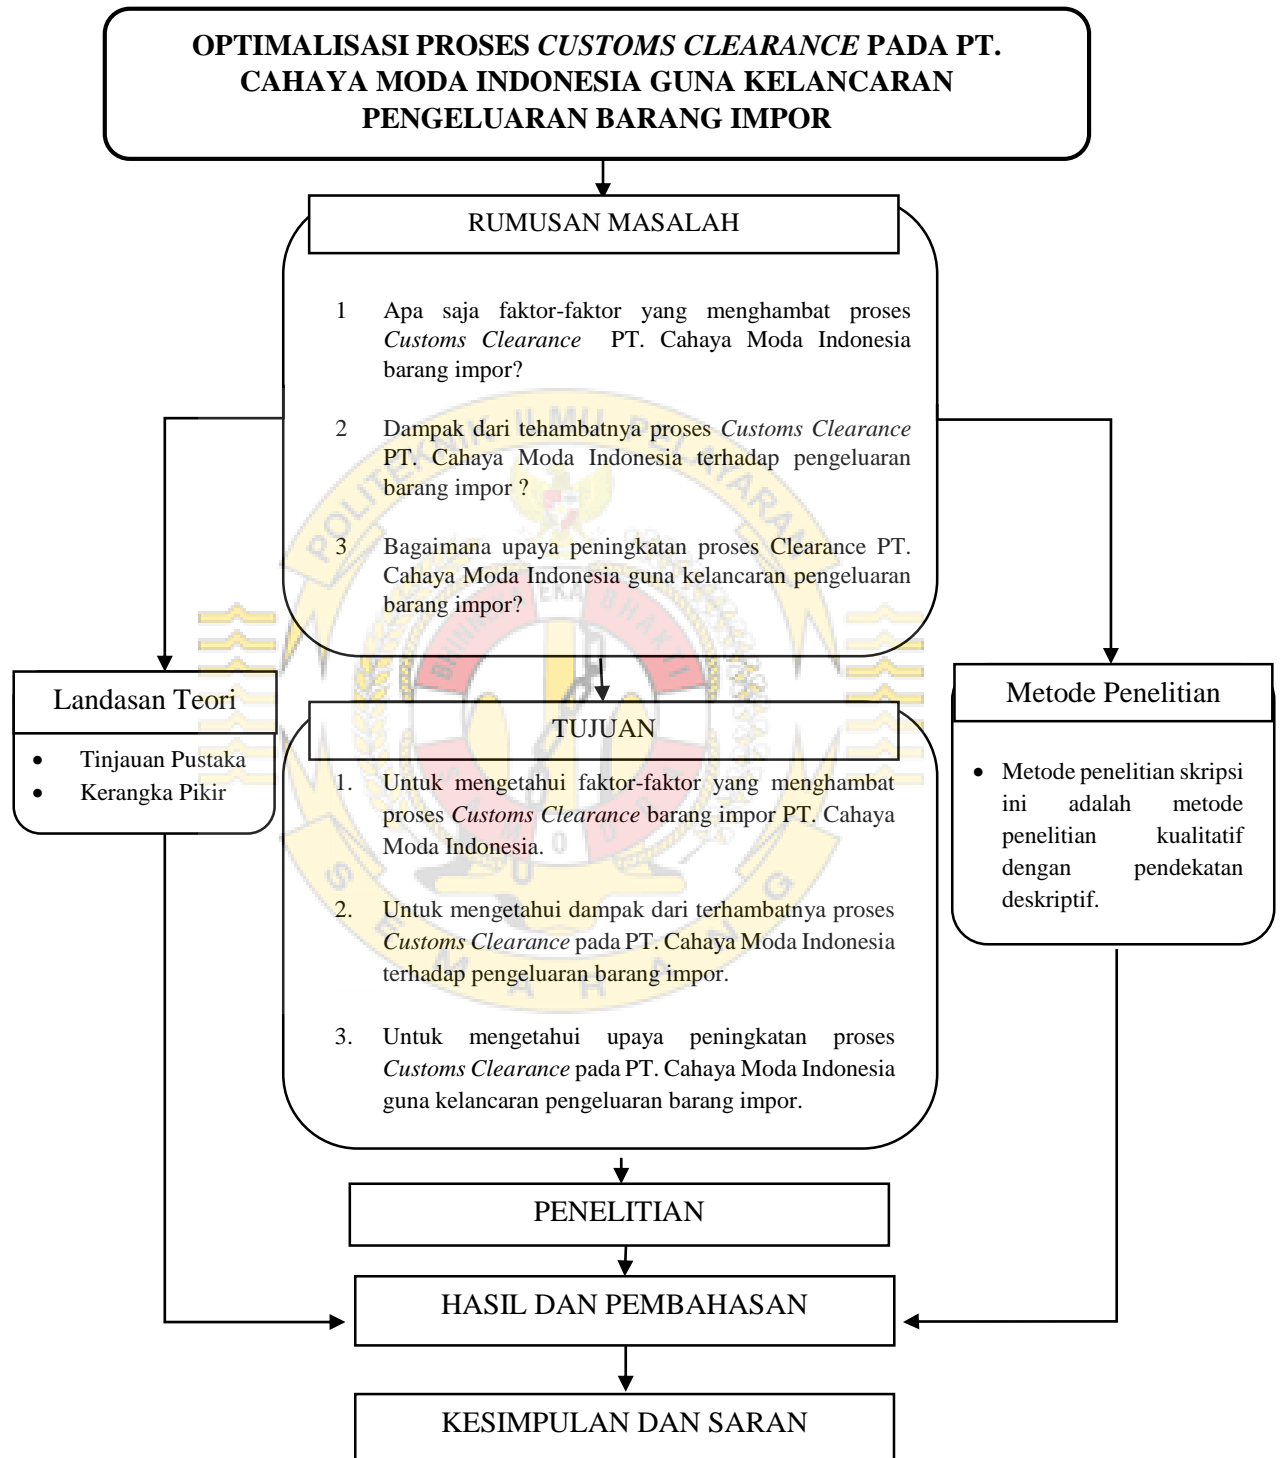 OPTIMALISASI PROSES CUSTOMS CLEARANCE PADA PT.
CAHAYA MODA INDONESIA GUNA KELANCARAN
PENGELUARAN BARANG IMPOR
RUMUSAN MASALAH
1 Apa saja faktor-faktor yang menghambat proses
Customs Clearance PT. Cahaya Moda Indonesia
barang impor?
2 Dampak dari tehambatnya proses Customs Clearance
PT. Cahaya Moda Indonesia terhadap pengeluaran
barang impor ?
3 Bagaimana upaya peningkatan proses Clearance PT.
Cahaya Moda Indonesia guna kelancaran pengeluaran
barang impor?
Landasan Teori
• Tinjauan Pustaka
• Kerangka Pikir
TUJUAN
1. Untuk mengetahui faktor-faktor yang menghambat
proses Customs Clearance barang impor PT. Cahaya
Moda Indonesia.
2. Untuk mengetahui dampak dari terhambatnya proses
Customs Clearance pada PT. Cahaya Moda Indonesia
terhadap pengeluaran barang impor.
3. Untuk mengetahui upaya peningkatan proses
Customs Clearance pada PT. Cahaya Moda Indonesia
guna kelancaran pengeluaran barang impor.
Metode Penelitian
• Metode penelitian skripsi
ini adalah metode
penelitian kualitatif
dengan pendekatan
deskriptif.
PENELITIAN
HASIL DAN PEMBAHASAN
KESIMPULAN DAN SARAN
POLITEKNIK ILMU PELAYARAN
SEMARANG
BHINNEKA BHAKTI